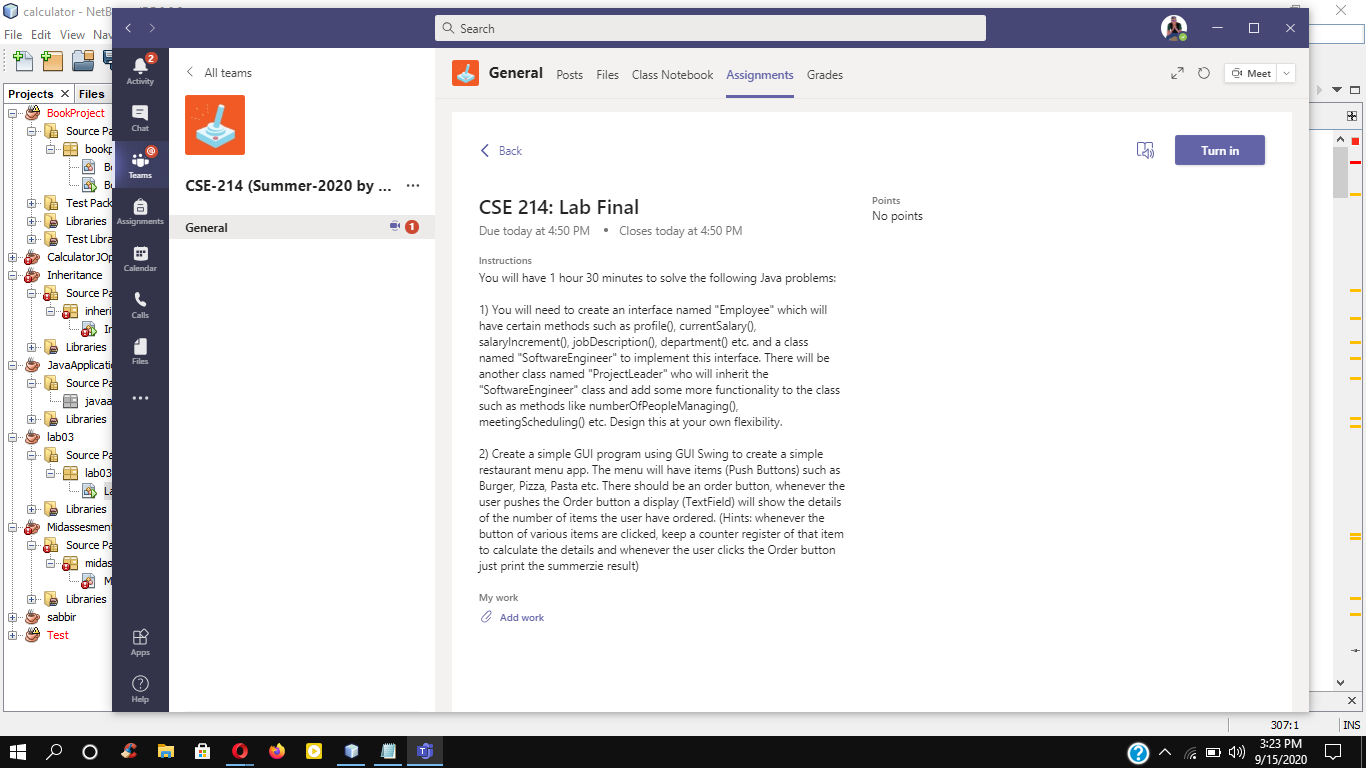 calculator - NetB
File Edit View Nav
Search
Projects
Files
BookProject
Source Pa
bookp
Bo
Bo
Test Pack
Libraries
Test Libra
CalculatorJOp
Inheritance
Source Pa
inheri
In
Libraries
JavaApplication
Source Pa
javaa
Libraries
lab03
Source Pa
lab03
La
Libraries
Midassesment
Source Pa
midas
M
Libraries
sabbir
Test
2
Activity
Chat
@
Teams
Assignments
Calendar
Calls
Files
Apps
Help
All teams
CSE-214 (Summer-2020 by ...
General
1
General Posts Files Class Notebook Assignments Grades
Meet
Back
Turn in
CSE 214: Lab Final
Due today at 4:50 PM • Closes today at 4:50 PM
Points
No points
Instructions
You will have 1 hour 30 minutes to solve the following Java problems:
1) You will need to create an interface named "Employee" which will
have certain methods such as profile(), currentSalary(),
salaryIncrement(), jobDescription(), department() etc. and a class
named "SoftwareEngineer" to implement this interface. There will be
another class named "ProjectLeader" who will inherit the
"SoftwareEngineer" class and add some more functionality to the class
such as methods like numberOfPeopleManaging(),
meetingScheduling() etc. Design this at your own flexibility.
2) Create a simple GUI program using GUI Swing to create a simple
restaurant menu app. The menu will have items (Push Buttons) such as
Burger, Pizza, Pasta etc. There should be an order button, whenever the
user pushes the Order button a display (TextField) will show the details
of the number of items the user have ordered. (Hints: whenever the
button of various items are clicked, keep a counter register of that item
to calculate the details and whenever the user clicks the Order button
just print the summerzie result)
My work
Add work
307:1
INS
3:23 PM
9/15/2020